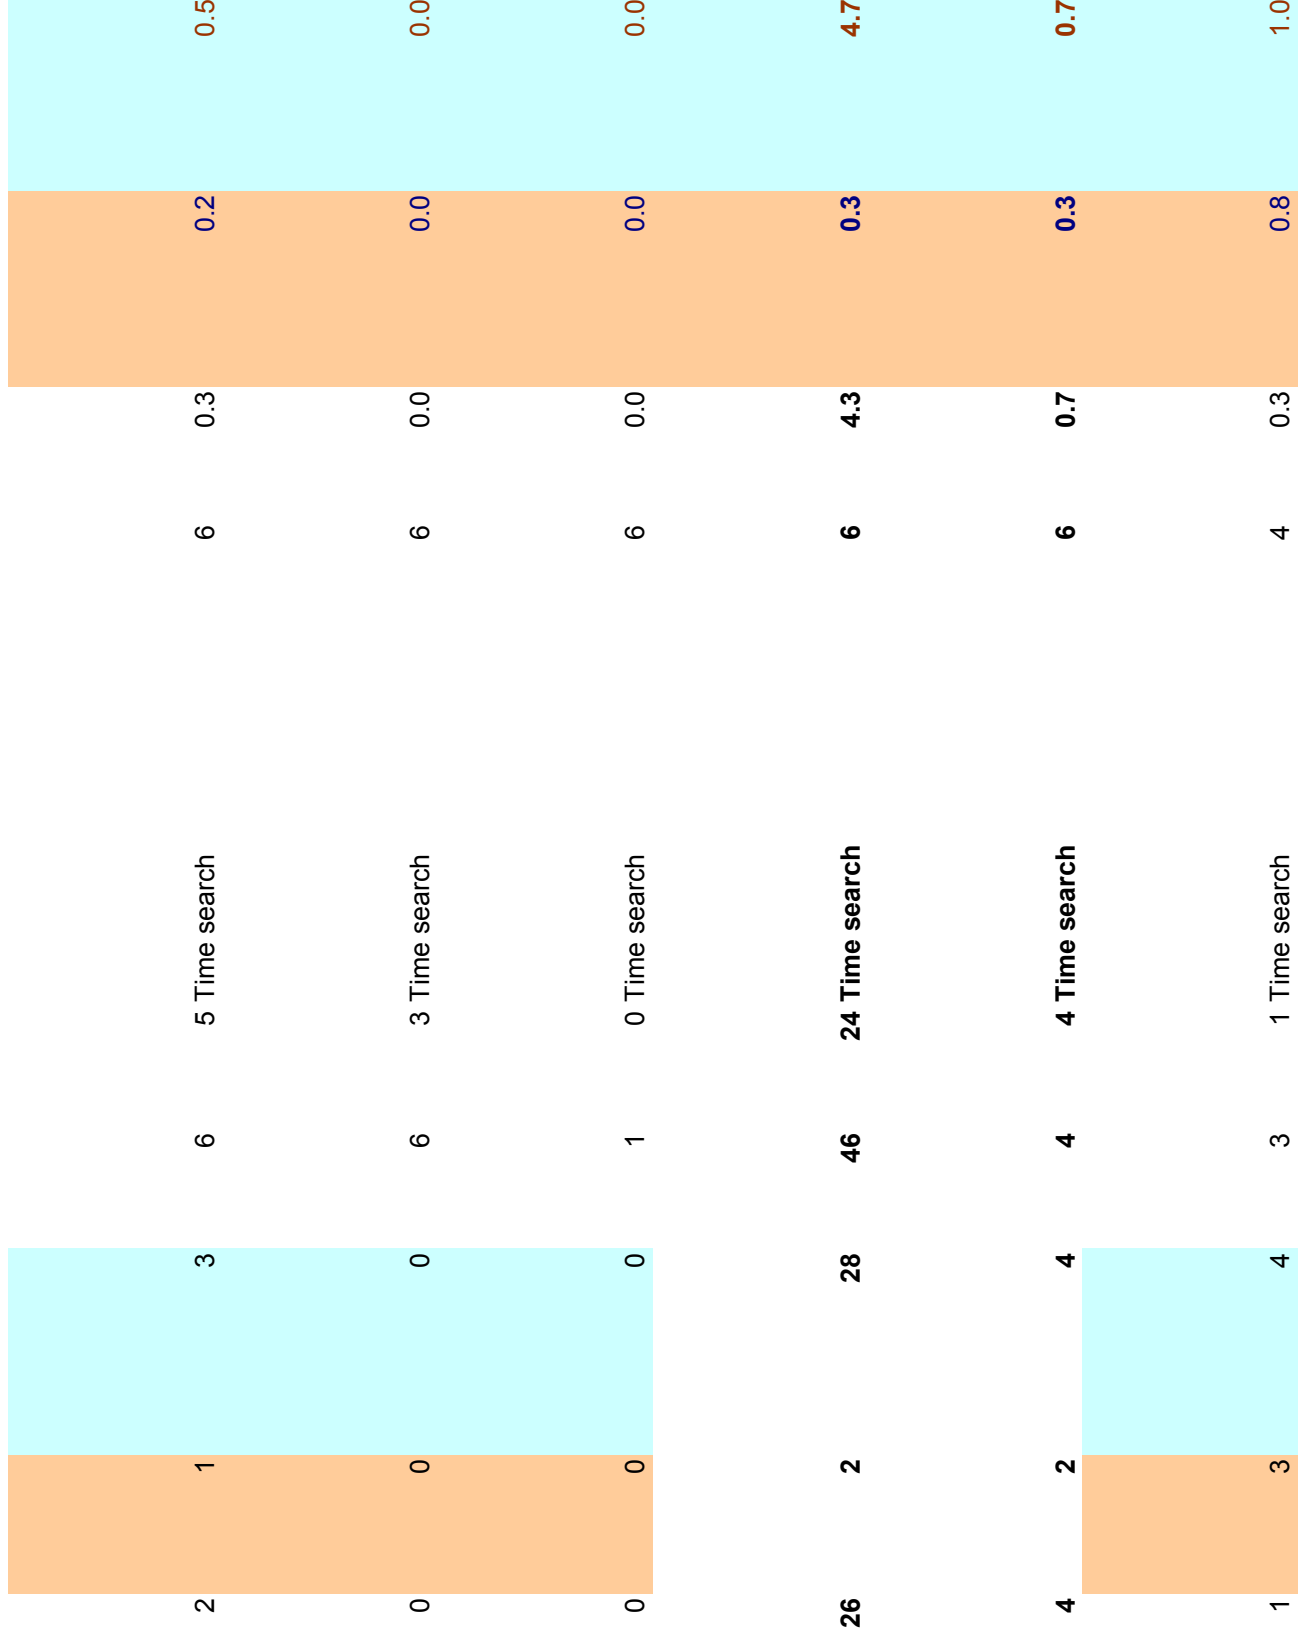 2 1 3 6 5 Time search 6 0.3 0.2 0.5
0 0 0 6 3 Time search 6 0.0 0.0 0.0
0 0 0 1 0 Time search 6 0.0 0.0 0.0
26 2 28 46 24 Time search 6 4.3 0.3 4.7
4 2 4 4 4 Time search 6 0.7 0.3 0.7
1 3 4 3 1 Time search 4 0.3 0.8 1.0